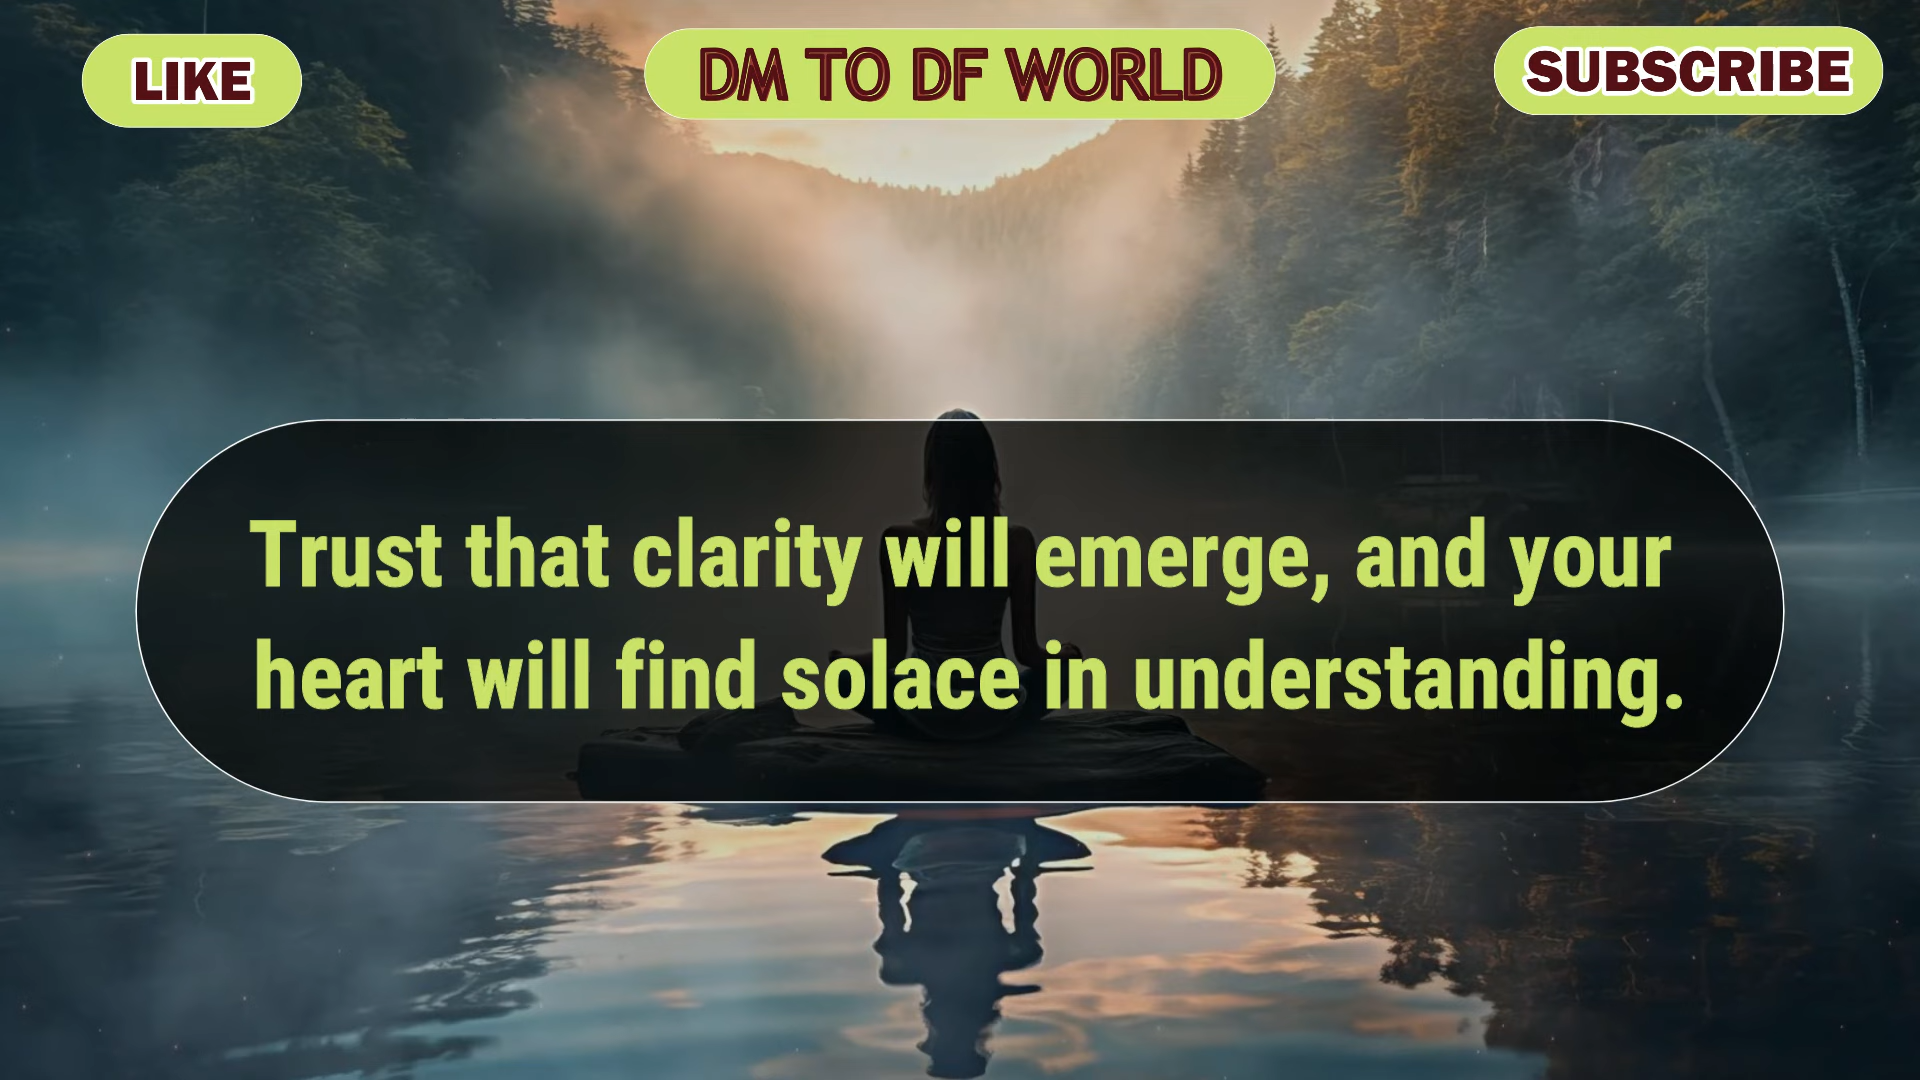 LIKE
DM TO DF WORLD
SUBSCRIBE
Trust that clarity will emerge, and your
heart will find solace in understanding.